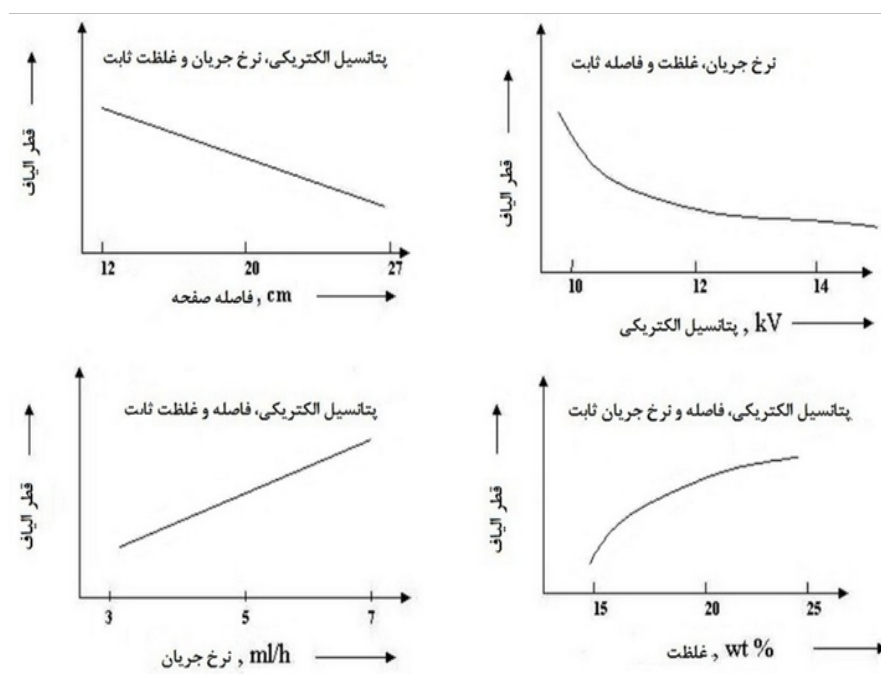 پتانسیل الکتریکی، نرخ جریان و غلظت ثابت
قطر الیاف
12 20 27
فاصله صفحه , cm
نرخ جریان، غلظت و فاصله ثابت
قطر الیاف
10 12 14
پتانسیل الکتریکی , kV
پتانسیل الکتریکی، فاصله و غلظت ثابت
قطر الیاف
3 5 7
نرخ جریان , ml/h
پتانسیل الکتریکی، فاصله و نرخ جریان ثابت
قطر الیاف
15 20 25
غلظت , wt %